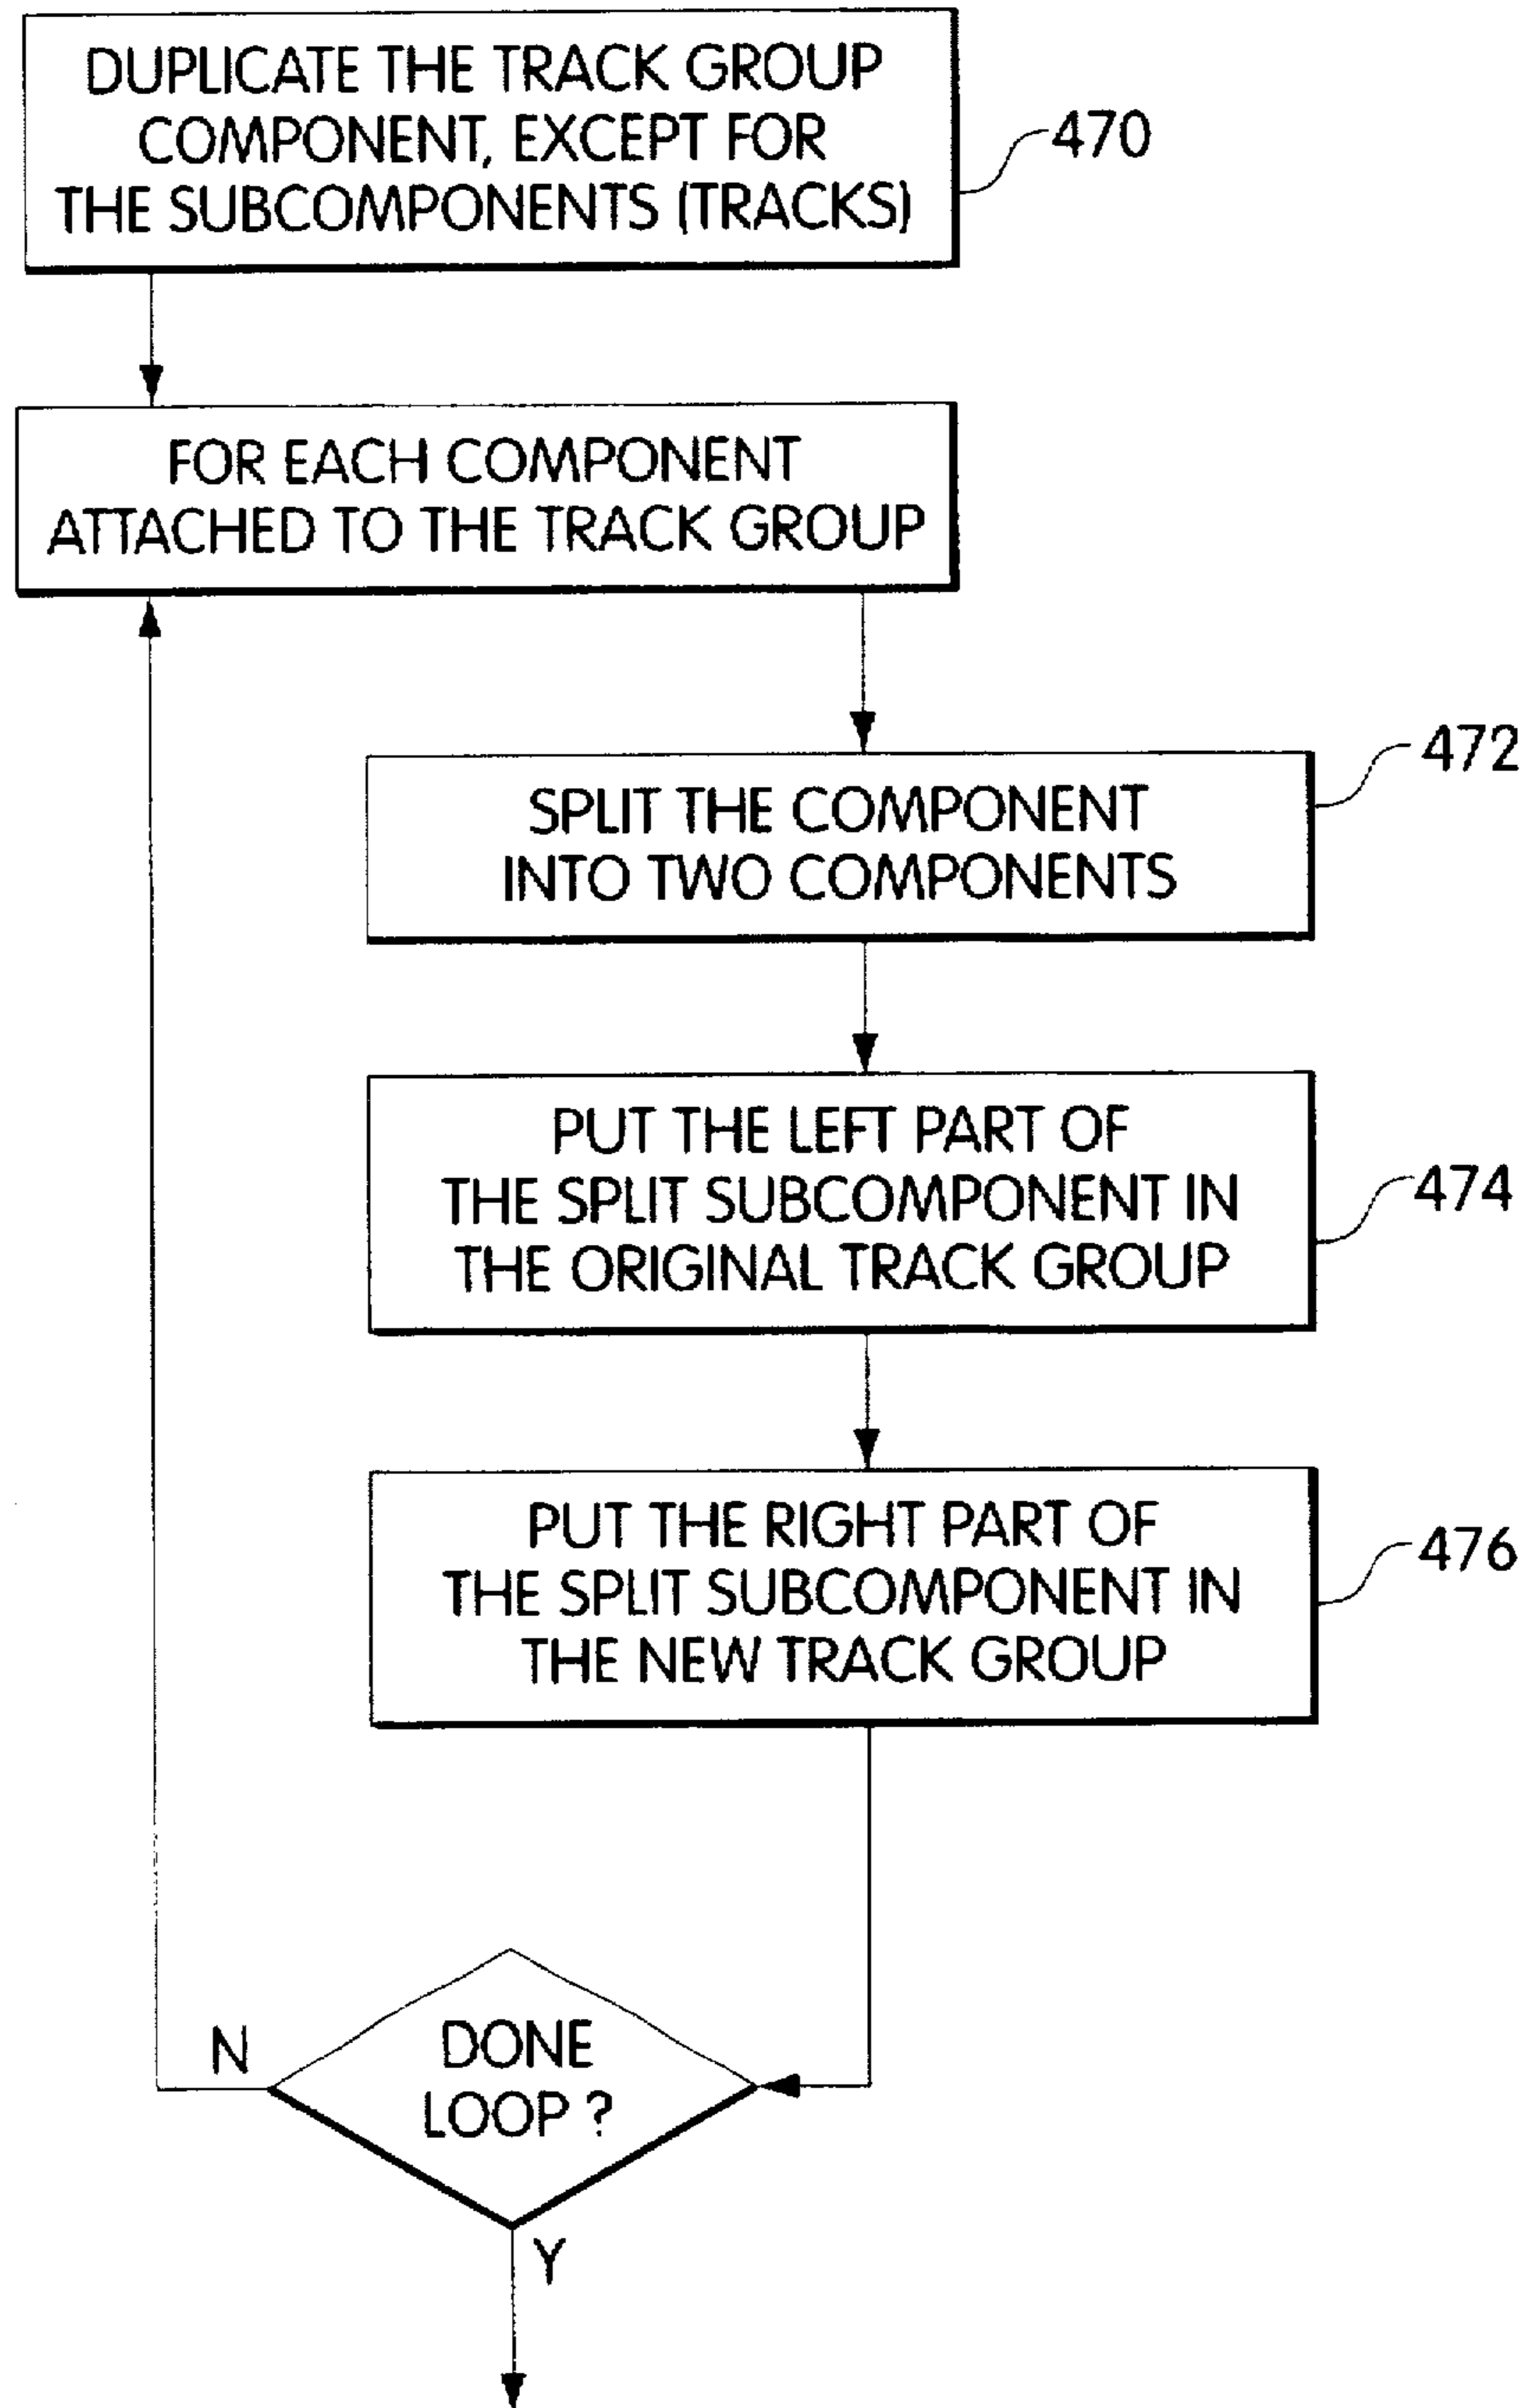 DUPLICATE THE TRACK GROUP
COMPONENT, EXCEPT FOR
THE SUBCOMPONENTS (TRACKS)
470
FOR EACH COMPONENT
ATTACHED TO THE TRACK GROUP
472
SPLIT THE COMPONENT
INTO TWO COMPONENTS
PUT THE LEFT PART OF
THE SPLIT SUBCOMPONENT IN
THE ORIGINAL TRACK GROUP
474
PUT THE RIGHT PART OF
THE SPLIT SUBCOMPONENT IN
THE NEW TRACK GROUP
476
N
DONE
LOOP ?
Y